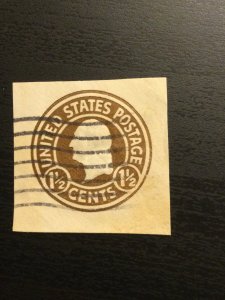 UNITED STATES POSTAGE
1½ CENTS 1½